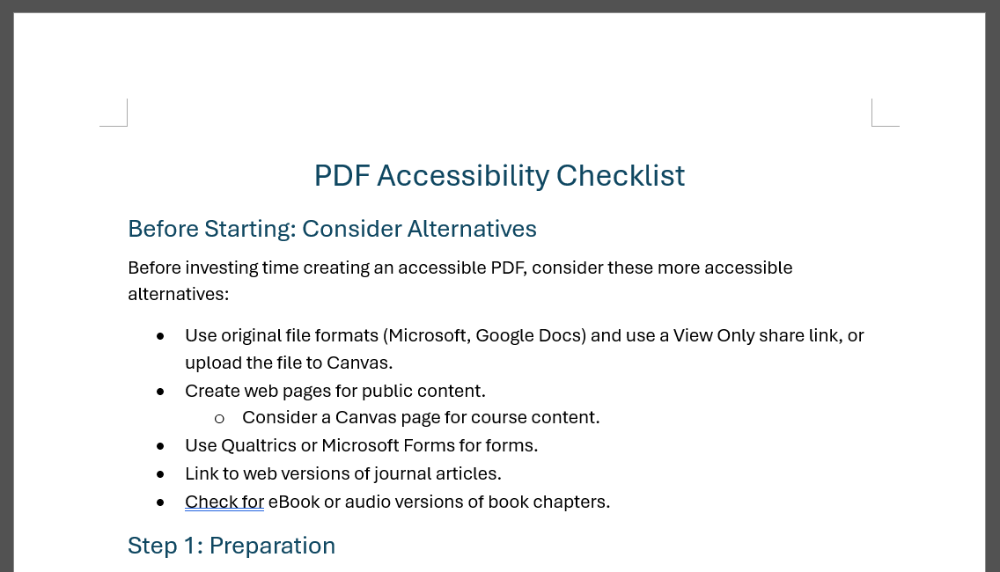 PDF Accessibility Checklist
Before Starting: Consider Alternatives
Before investing time creating an accessible PDF, consider these more accessible
alternatives:
● Use original file formats (Microsoft, Google Docs) and use a View Only share link, or
upload the file to Canvas.
● Create web pages for public content.
○ Consider a Canvas page for course content.
● Use Qualtrics or Microsoft Forms for forms.
● Link to web versions of journal articles.
● Check for eBook or audio versions of book chapters.
Step 1: Preparation